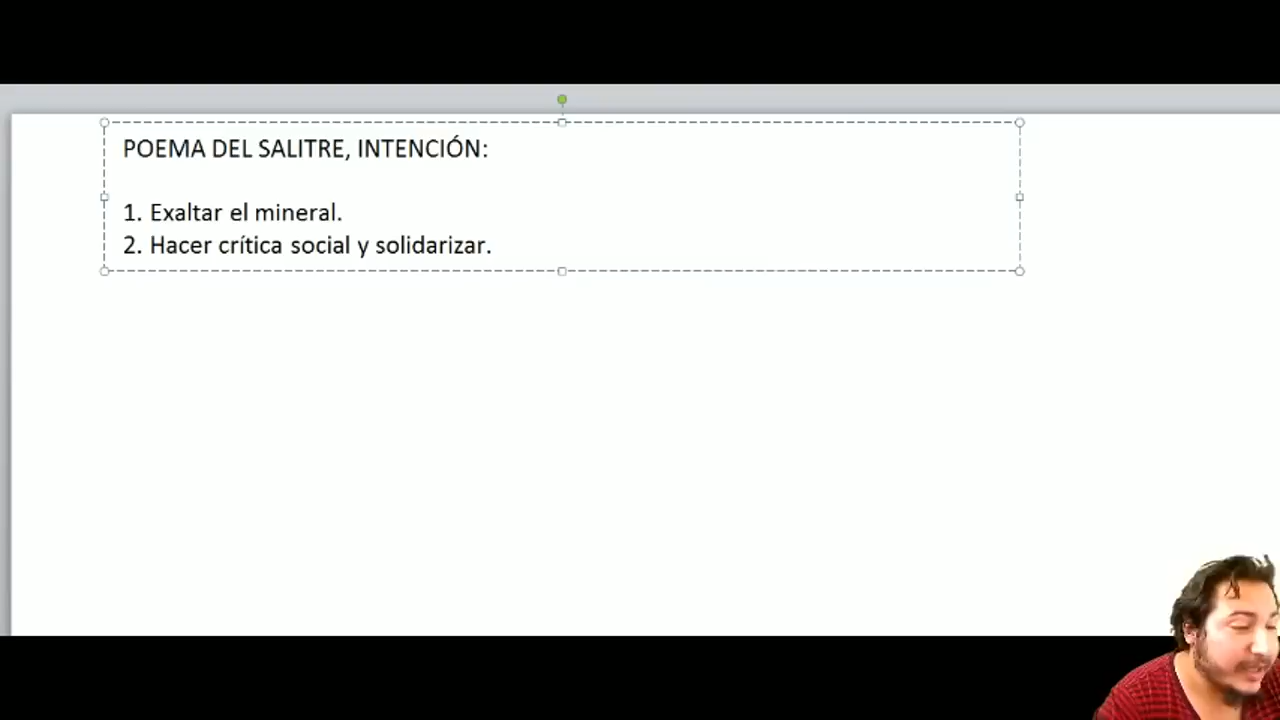 POEMA DEL SALITRE, INTENCIÓN:
1. Exaltar el mineral.
2. Hacer crítica social y solidarizar.